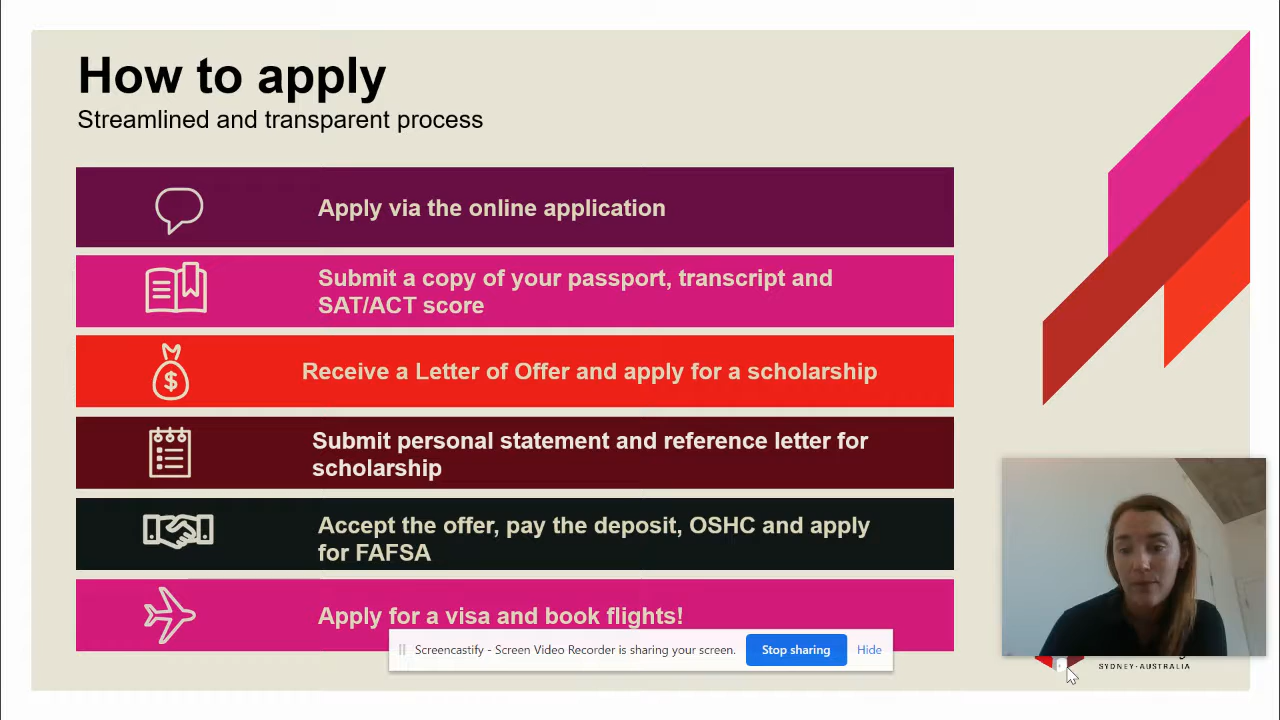 How to apply
Streamlined and transparent process
Apply via the online application
Submit a copy of your passport, transcript and
SAT/ACT score
$
Receive a Letter of Offer and apply for a scholarship
Submit personal statement and reference letter for
scholarship
Accept the offer, pay the deposit, OSHC and apply
for FAFSA
Apply for a visa and book flights!
Screencastify - Screen Video Recorder is sharing your screen.
Stop sharing
Hide
SYDNEY·AUSTRALIA